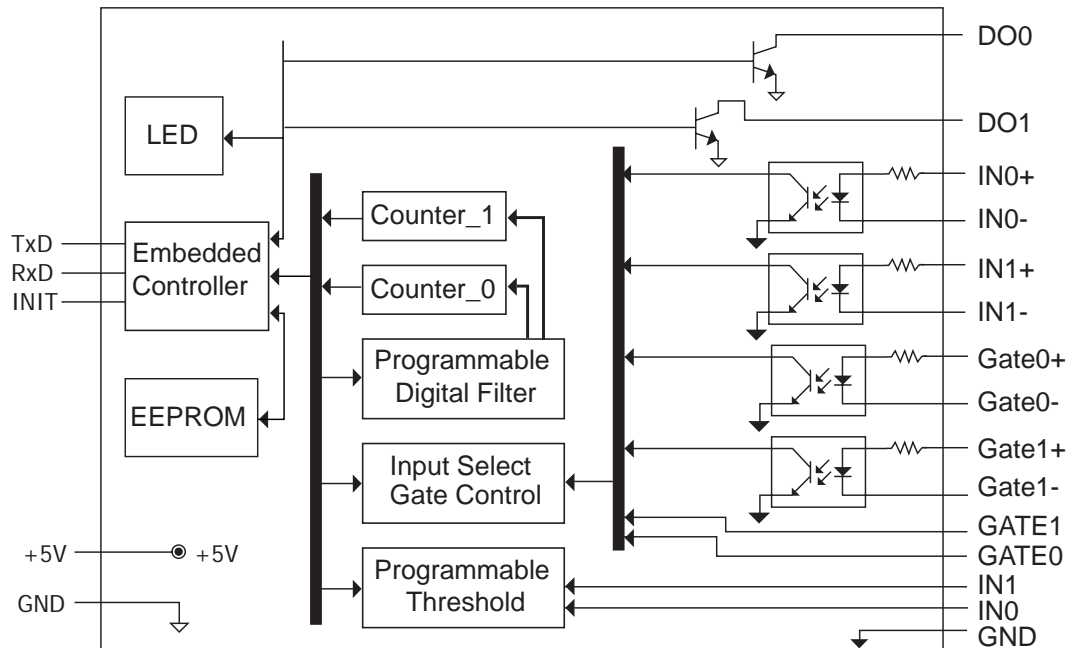 DO0
LED
DO1
IN0+
IN0-
IN1+
IN1-
Counter_1
Counter_0
TxD
RxD
INIT
Embedded
Controller
Programmable
Digital Filter
Gate0+
Gate0-
EEPROM
Input Select
Gate Control
Gate1+
Gate1-
GATE1
GATE0
+5V
+5V
Programmable
Threshold
IN1
IN0
GND
GND